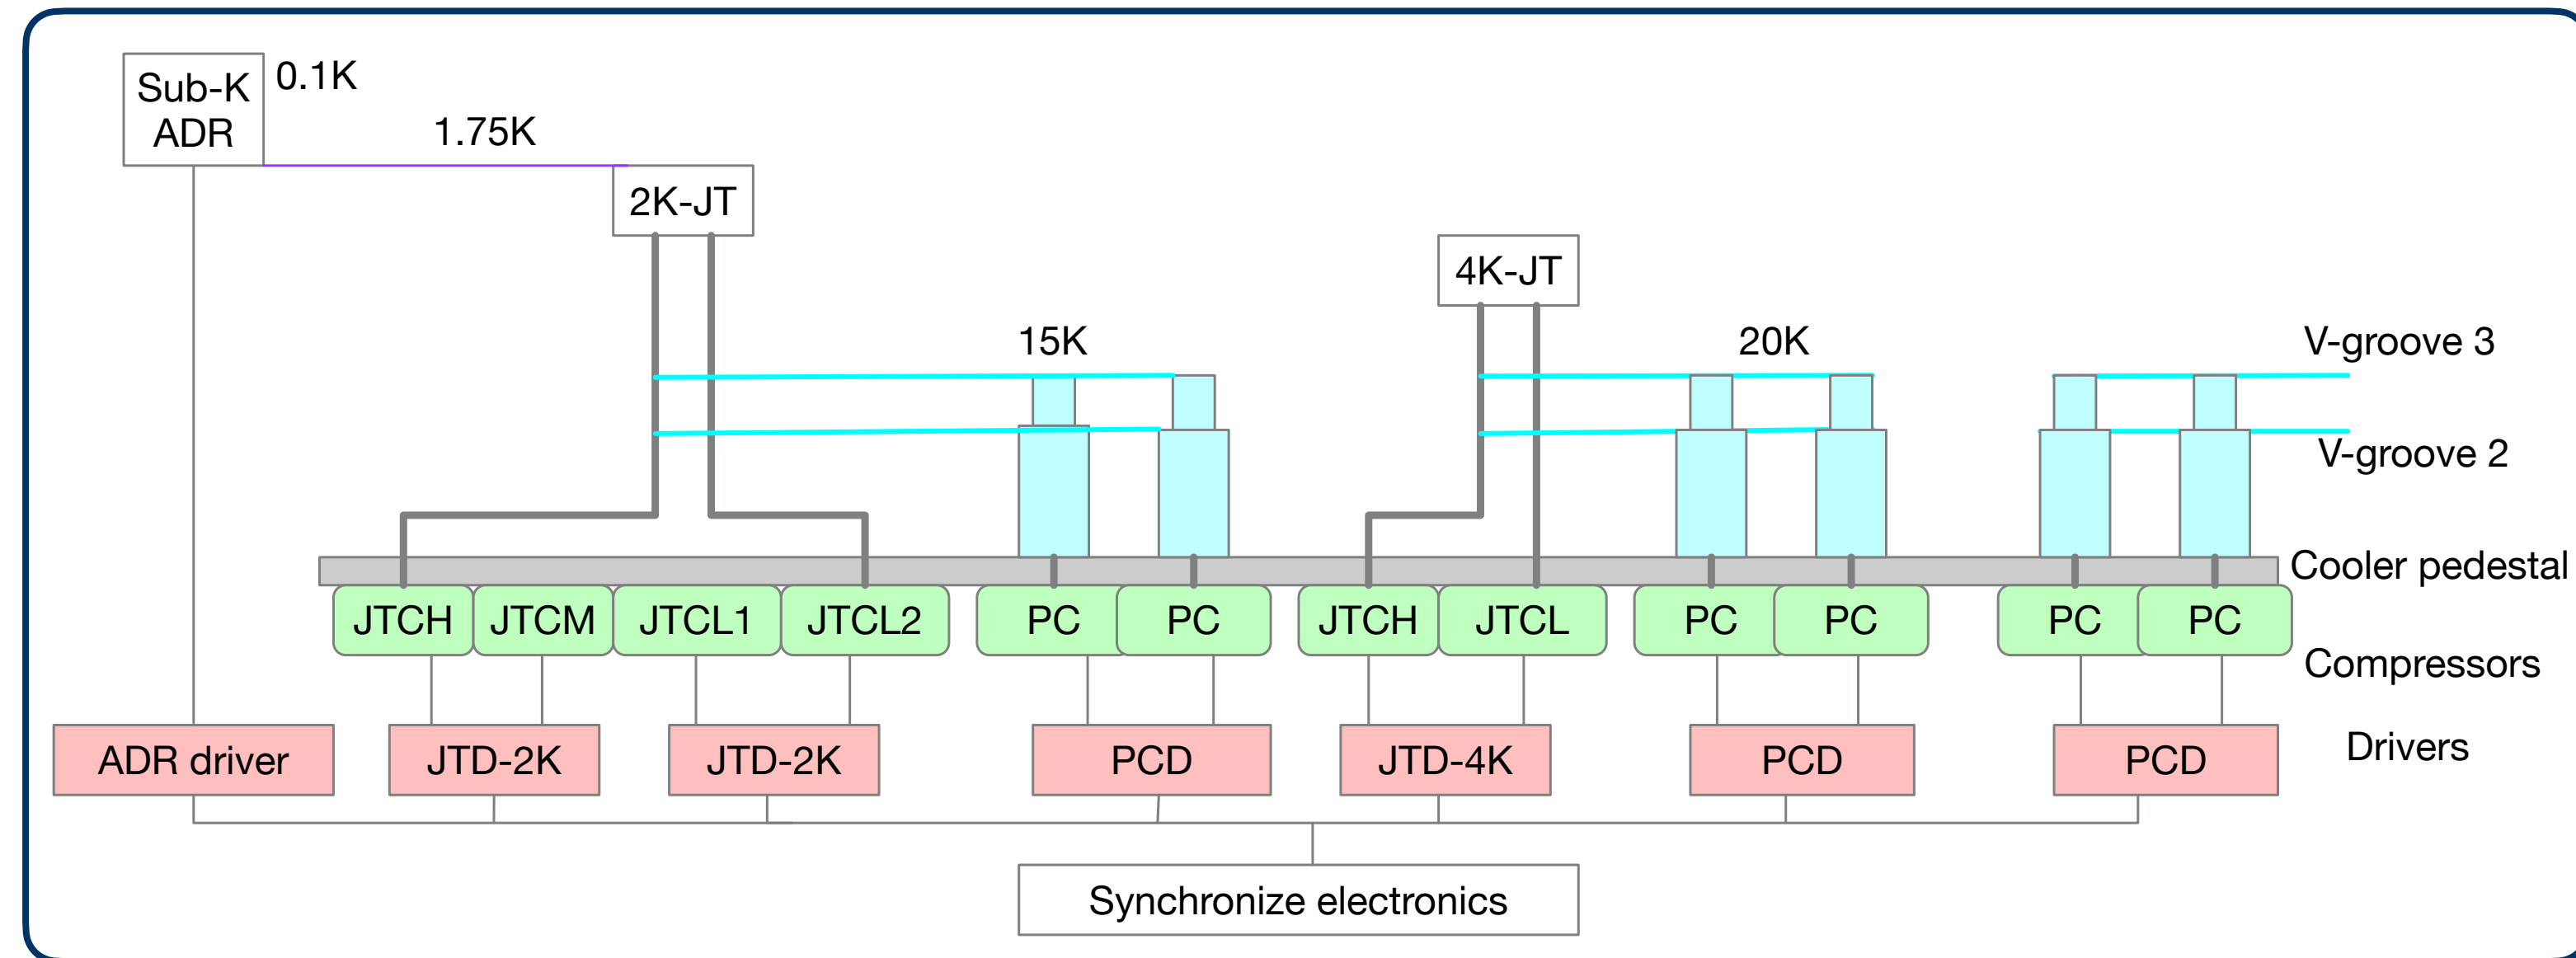 Sub-K
ADR
0.1K
1.75K
2K-JT
4K-JT
15K
20K
V-groove 3
V-groove 2
Cooler pedestal
JTCH
JTCM
JTCL1
JTCL2
PC
PC
JTCH
JTCL
PC
PC
PC
PC
Compressors
ADR driver
JTD-2K
JTD-2K
PCD
JTD-4K
PCD
PCD
Drivers
Synchronize electronics